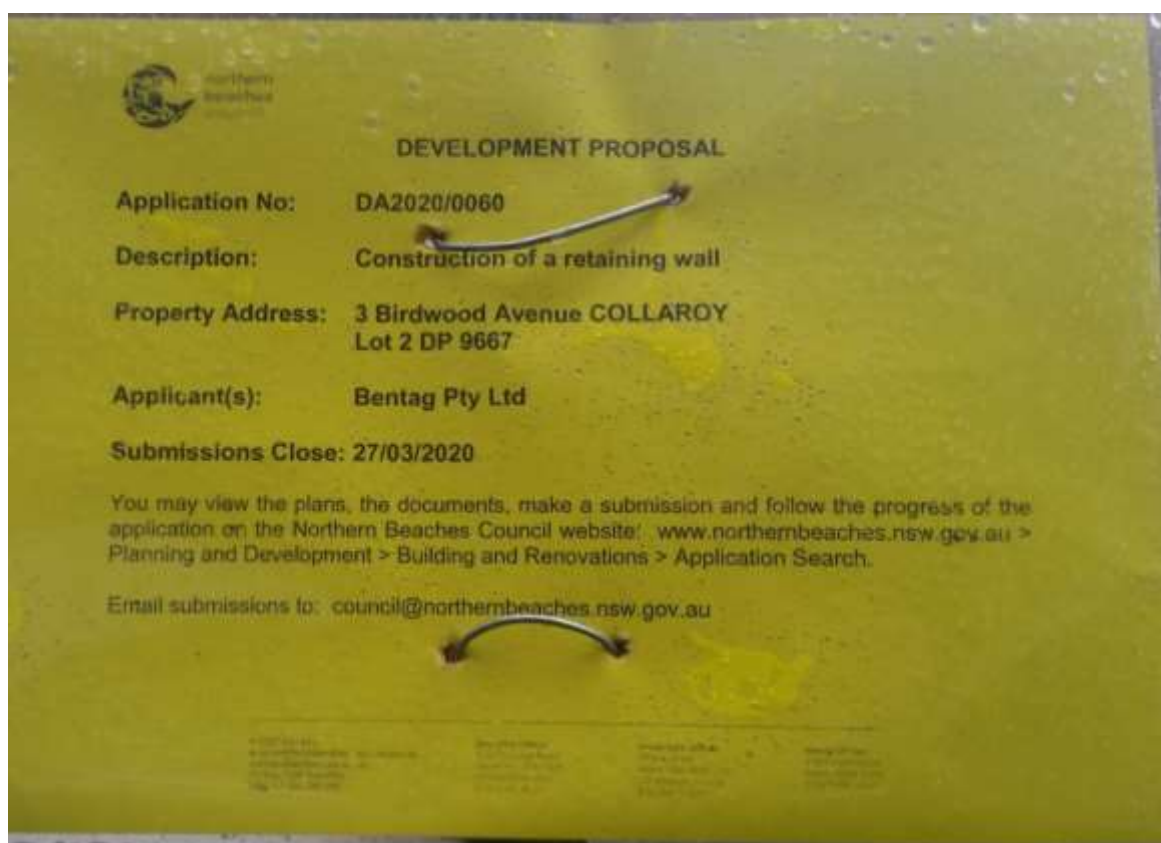 northern
beaches
DEVELOPMENT PROPOSAL
Application No: DA2020/0060
Description: Construction of a retaining wall
Property Address: 3 Birdwood Avenue COLLAROY
Lot 2 DP 9667
Applicant(s): Bentag Pty Ltd
Submissions Close: 27/03/2020
You may view the plans, the documents, make a submission and follow the progress of the
application on the Northern Beaches Council website: www.northernbeaches.nsw.gov.au >
Planning and Development > Building and Renovations > Application Search.
Email submissions to: council@northernbeaches.nsw.gov.au